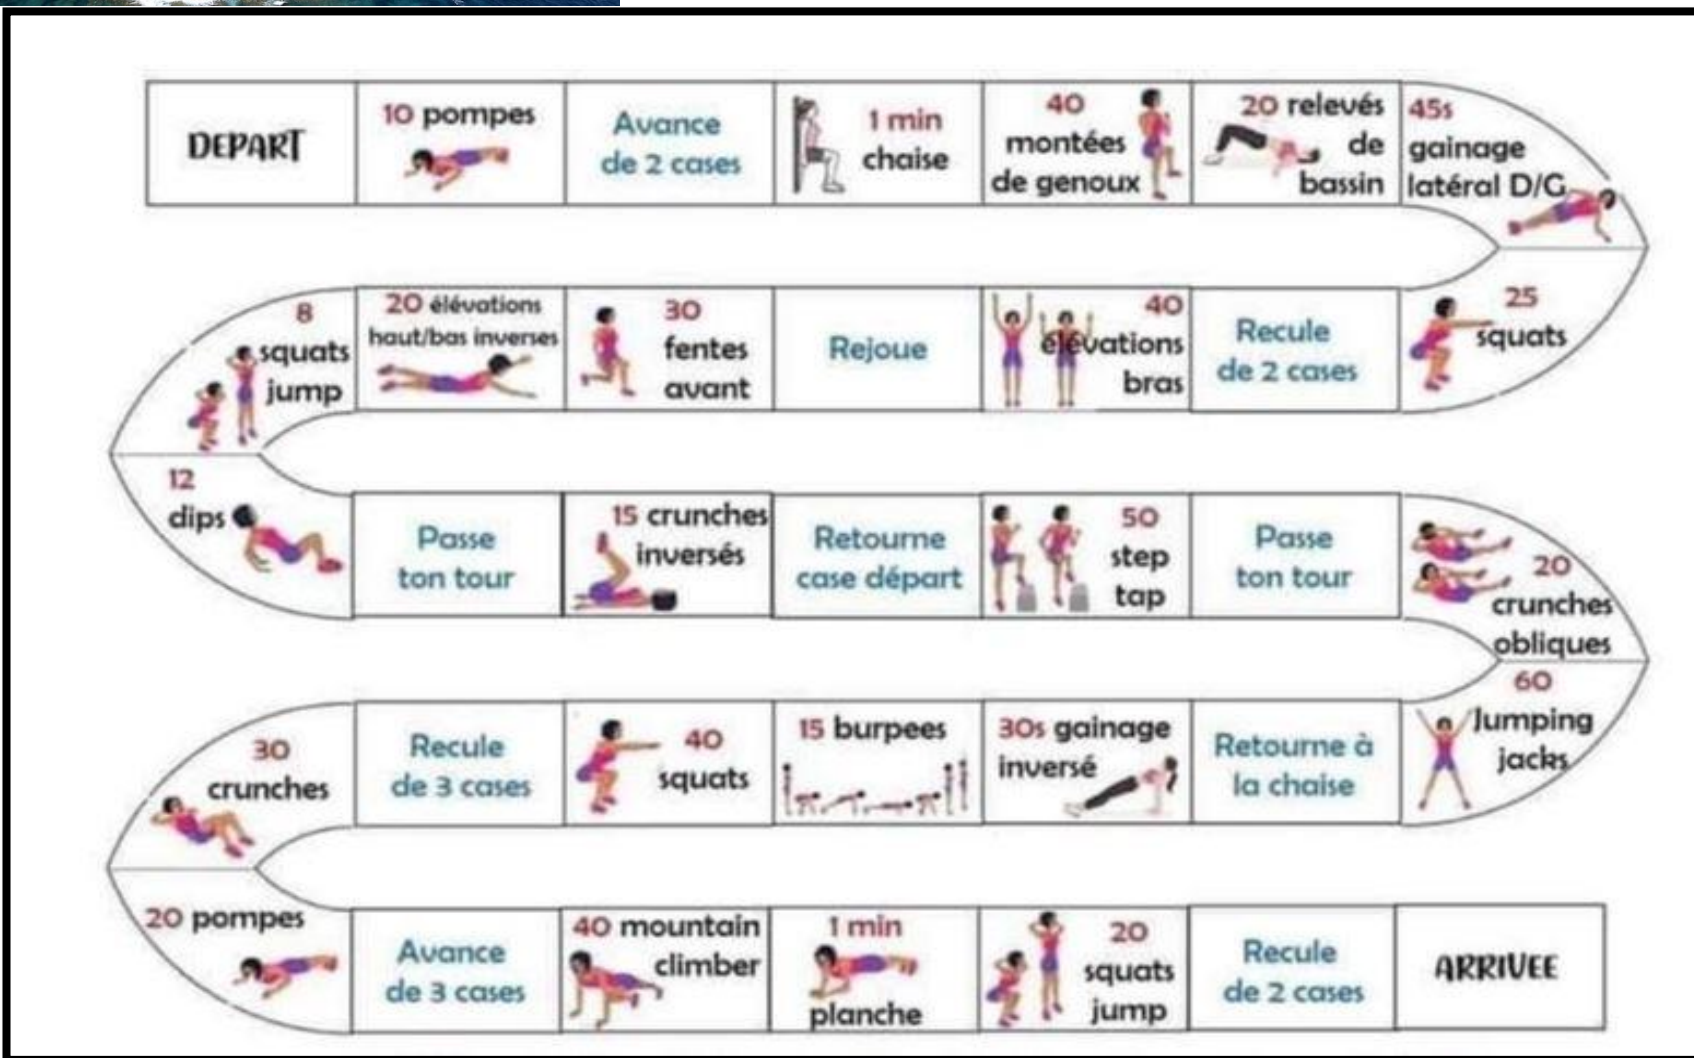 DEPART
10 pompes
Avance
de 2 cases
1 min
chaise
40
montées
de genoux
20 relevés
de
bassin
45s
gainage
latéral D/G
25
squats
Recule
de 2 cases
40
élévations
bras
Rejoue
30
fentes
avant
20 élévations
haut/bas inverses
8
squats
jump
12
dips
Passe
ton tour
15 crunches
inversés
Retourne
case départ
50
step
tap
Passe
ton tour
20
crunches
obliques
60
Jumping
jacks
Retourne à
la chaise
30s gainage
inversé
15 burpees
40
squats
Recule
de 3 cases
30
crunches
20 pompes
Avance
de 3 cases
40 mountain
climber
1 min
planche
20
squats
jump
Recule
de 2 cases
ARRIVEE